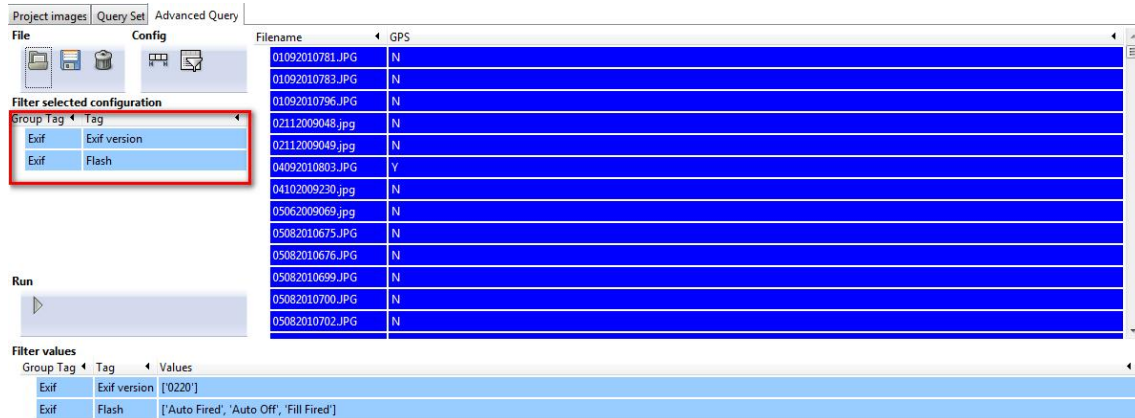 Project images Query Set Advanced Query
File Config
Filter selected configuration
Group Tag Tag
Exif Exif version
Exif Flash
Run
Filename GPS
01092010781.JPG N
01092010783.JPG N
01092010796.JPG N
02112009048.jpg N
02112009049.jpg N
04092010803.JPG Y
04102009230.jpg N
05062009069.jpg N
05082010675.JPG N
05082010676.JPG N
05082010699.JPG N
05082010700.JPG N
05082010702.JPG N
Filter values
Group Tag Tag Values
Exif Exif version ['0220']
Exif Flash ['Auto Fired', 'Auto Off', 'Fill Fired']